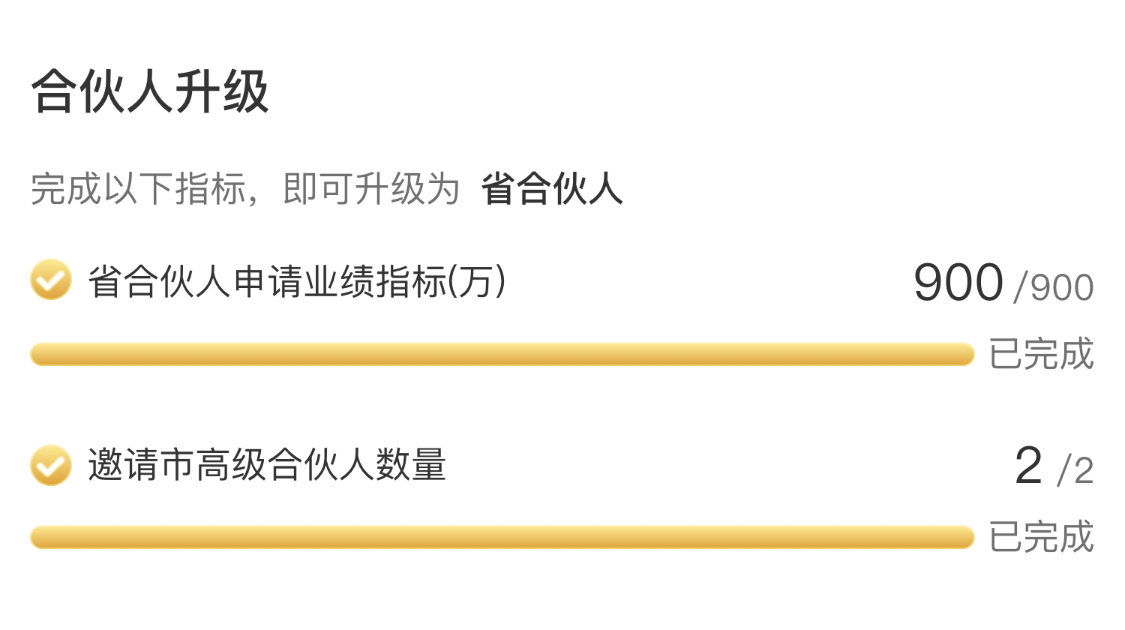 合伙人升级
完成以下指标，即可升级为 省合伙人
省合伙人申请业绩指标(万) 900 /900
已完成
邀请市高级合伙人数量 2 /2
已完成